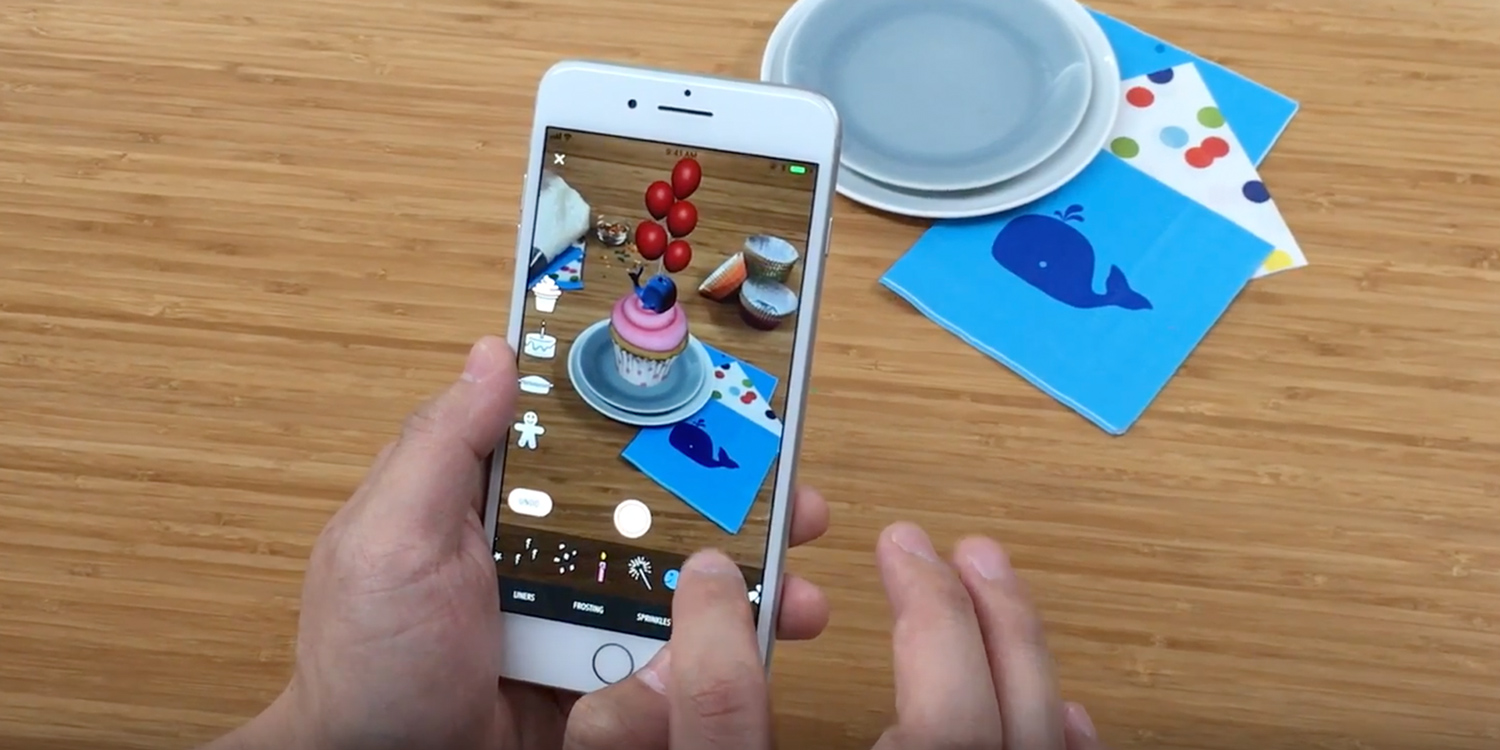 9:41 AM
UNDO
LINERS
FROSTING
SPRINKLES